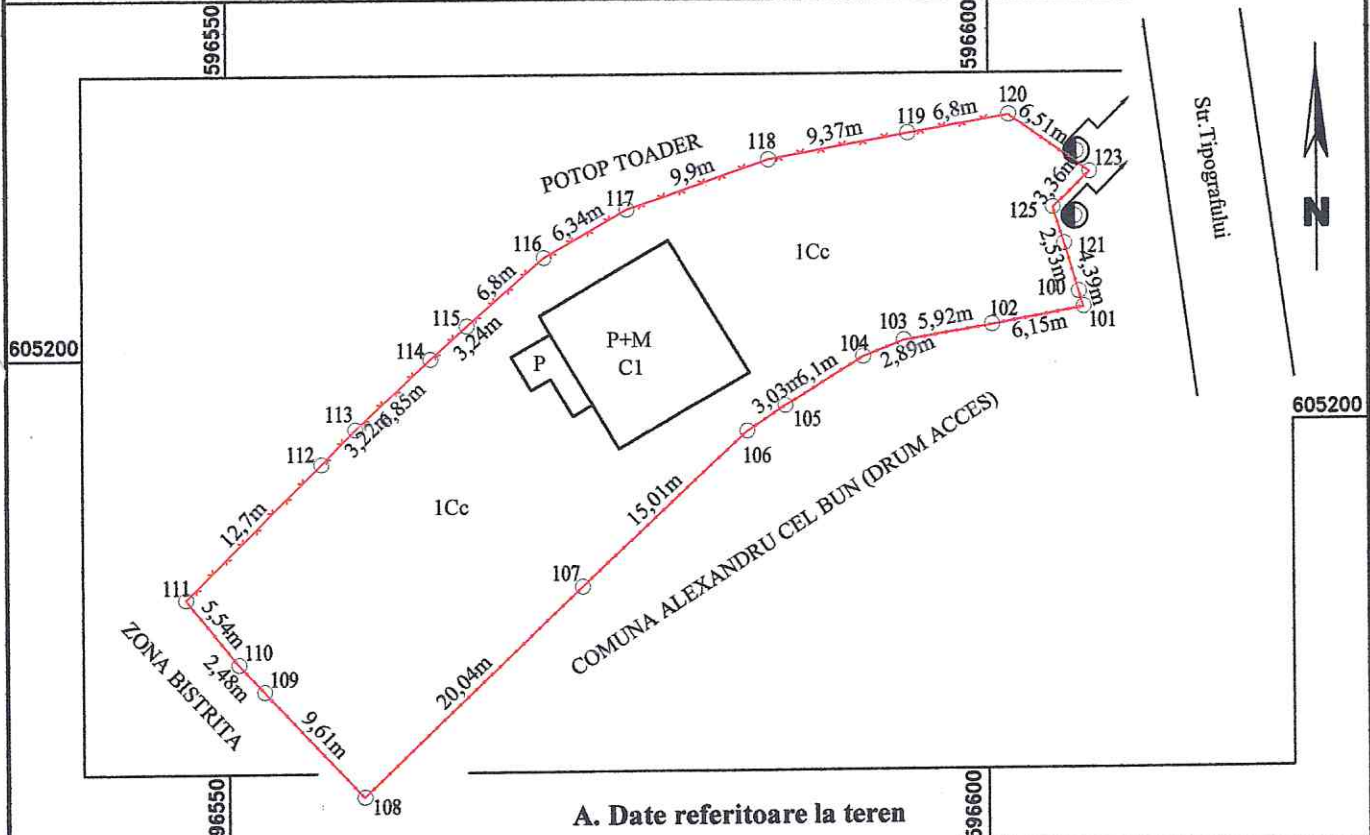 596550
596600
120
6,8m
119
6,51m
Str.Tipografului
118
9,37m
POTOP TOADER
9,9m
123
3,36m
117
125
6,34m
121
116
1Cc
2,53m
4,39m
N
6,8m
100
101
115
102
103
5,92m
6,15m
3,24m
P+M
C1
P
104
2,89m
605200
114
6,1m
3,03m
605200
6,85m
105
113
3,22m
106
112
1Cc
15,01m
12,7m
COMUNA ALEXANDRU CEL BUN (DRUM ACCES)
107
111
5,54m
ZONA BISTRITA
110
2,48m
109
20,04m
9,61m
108
96550
96600
A. Date referitoare la teren